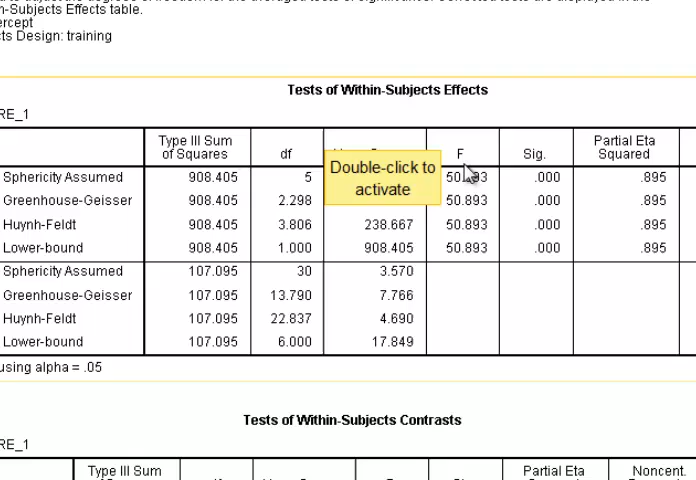 n-Subjects Effects table.
ercept
cts Design: training
Tests of Within-Subjects Effects
RE_1
Type III Sum of Squares df F Sig. Partial Eta Squared
Sphericity Assumed 908.405 5 .000 .895
Double-click to activate
Greenhouse-Geisser 908.405 2.298 50.893 .000 .895
Huynh-Feldt 908.405 3.806 238.667 50.893 .000 .895
Lower-bound 908.405 1.000 908.405 50.893 .000 .895
Sphericity Assumed 107.095 30 3.570
Greenhouse-Geisser 107.095 13.790 7.766
Huynh-Feldt 107.095 22.837 4.690
Lower-bound 107.095 6.000 17.849
using alpha = .05
Tests of Within-Subjects Contrasts
RE_1
Type III Sum Partial Eta Noncent.